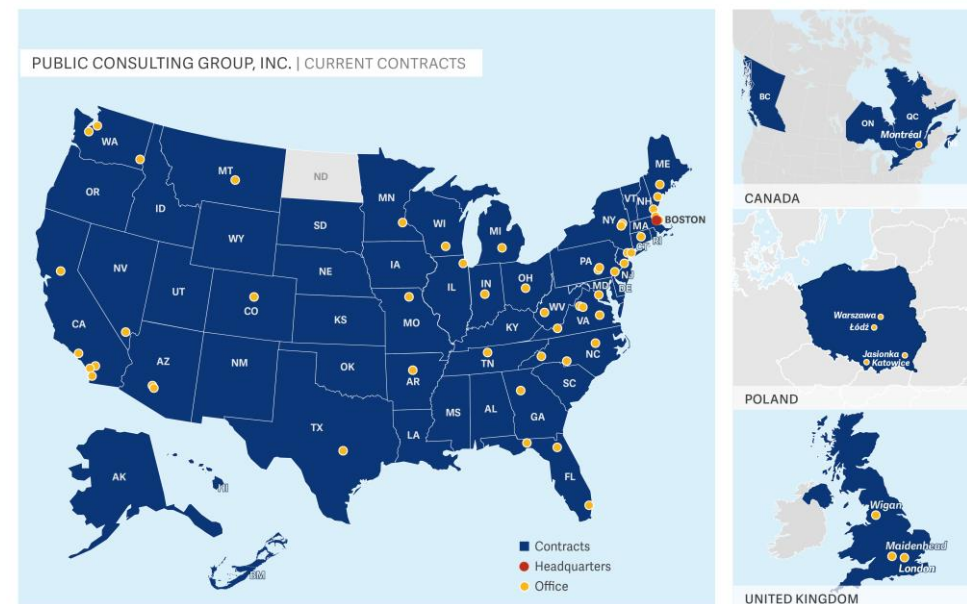 PUBLIC CONSULTING GROUP, INC. | CURRENT CONTRACTS
WA
MT
ND
MN
ME
OR
ID
WY
SD
WI
MI
VT
NH
NY
MA
BOSTON
CT
RI
NV
UT
CO
NE
IA
IL
IN
OH
PA
NJ
DE
MD
CA
KS
MO
KY
WV
VA
AZ
NM
OK
AR
TN
NC
SC
TX
LA
MS
AL
GA
FL
AK
HI
BM
Contracts
Headquarters
Office
BC
ON
QC
Montréal
CANADA
Warszawa
Łódź
Jasionka
Katowice
POLAND
Wigan
Maidenhead
London
UNITED KINGDOM